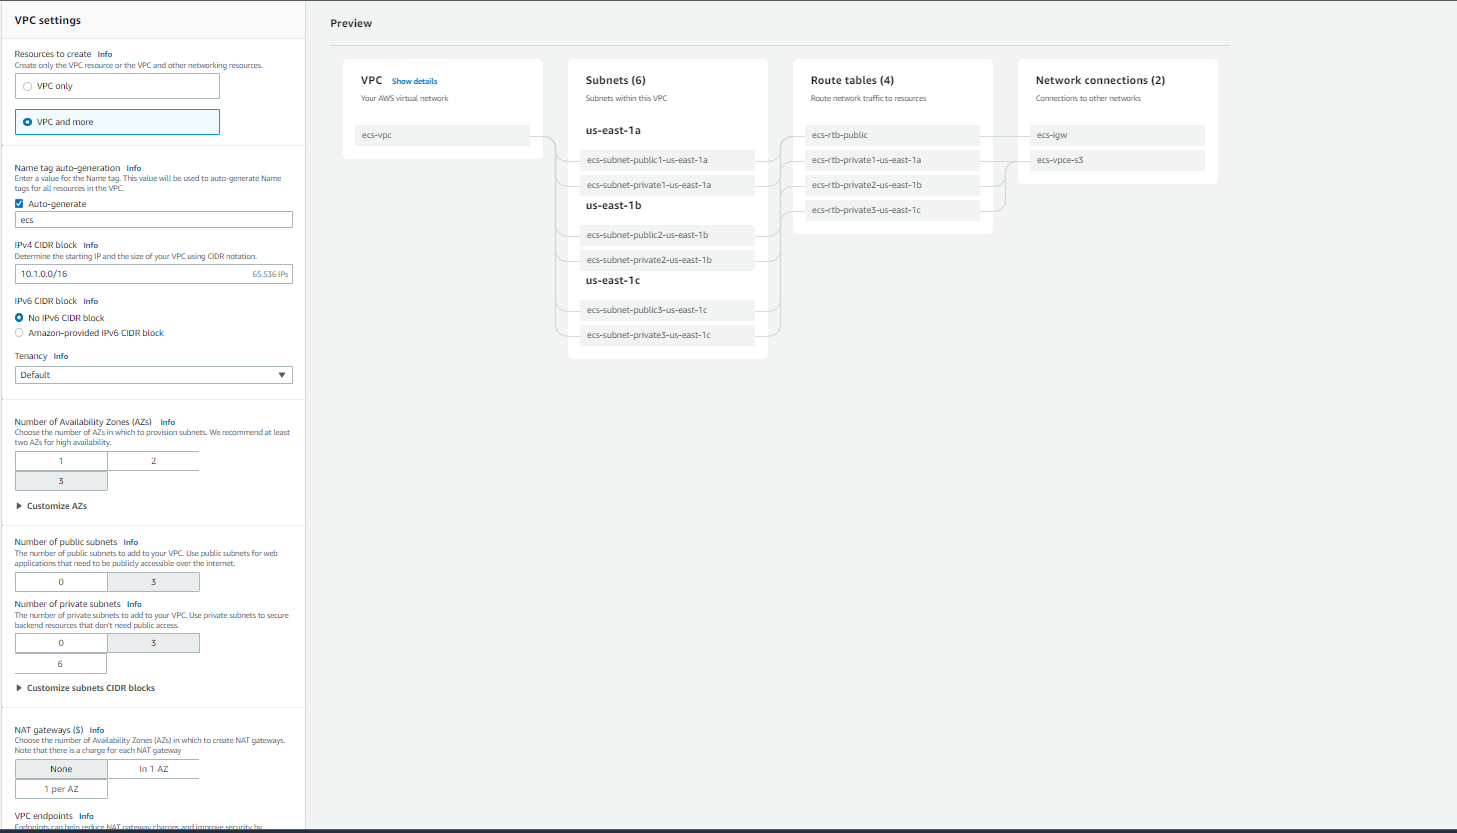 VPC settings
Resources to create Info
Create only the VPC resource or the VPC and other networking resources.
VPC only
VPC and more
Name tag auto-generation Info
Enter a value for the Name tag. This value will be used to auto-generate Name
tags for all resources in the VPC.
Auto-generate
ecs
IPv4 CIDR block Info
Determine the starting IP and the size of your VPC using CIDR notation.
10.1.0.0/16 65,536 IPs
IPv6 CIDR block Info
No IPv6 CIDR block
Amazon-provided IPv6 CIDR block
Tenancy Info
Default
Number of Availability Zones (AZs) Info
Choose the number of AZs in which to provision subnets. We recommend at least
two AZs for high availability.
1 2
3
Customize AZs
Number of public subnets Info
The number of public subnets to add to your VPC. Use public subnets for web
applications that need to be publicly accessible over the internet.
0 3
Number of private subnets Info
The number of private subnets to add to your VPC. Use private subnets to secure
backend resources that don't need public access.
0 3
6
Customize subnets CIDR blocks
NAT gateways ($) Info
Choose the number of Availability Zones (AZs) in which to create NAT gateways.
Note that there is a charge for each NAT gateway
None In 1 AZ
1 per AZ
VPC endpoints Info
Endpoints can help reduce NAT gateway charges and improve security by
Preview
VPC Show details
Your AWS virtual network
ecs-vpc
Subnets (6)
Subnets within this VPC
us-east-1a
ecs-subnet-public1-us-east-1a
ecs-subnet-private1-us-east-1a
us-east-1b
ecs-subnet-public2-us-east-1b
ecs-subnet-private2-us-east-1b
us-east-1c
ecs-subnet-public3-us-east-1c
ecs-subnet-private3-us-east-1c
Route tables (4)
Route network traffic to resources
ecs-rtb-public
ecs-rtb-private1-us-east-1a
ecs-rtb-private2-us-east-1b
ecs-rtb-private3-us-east-1c
Network connections (2)
Connections to other networks
ecs-igw
ecs-vpce-s3